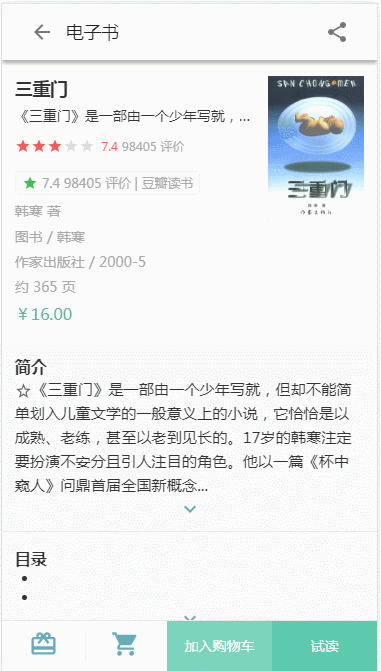 电子书
三重门
《三重门》是一部由一个少年写就，...
7.4 98405 评价
7.4 98405 评价 | 豆瓣读书
韩寒 著
图书 / 韩寒
作家出版社 / 2000-5
约 365 页
￥16.00
SAN CHONG MEN
三重门
韩寒 著
作家出版社
简介
☆《三重门》是一部由一个少年写就，但却不能简
单划入儿童文学的一般意义上的小说，它恰恰是以
成熟、老练，甚至以老到见长的。17岁的韩寒注定
要扮演不安分且引人注目的角色。他以一篇《杯中
窥人》问鼎首届全国新概念...
目录
加入购物车
试读